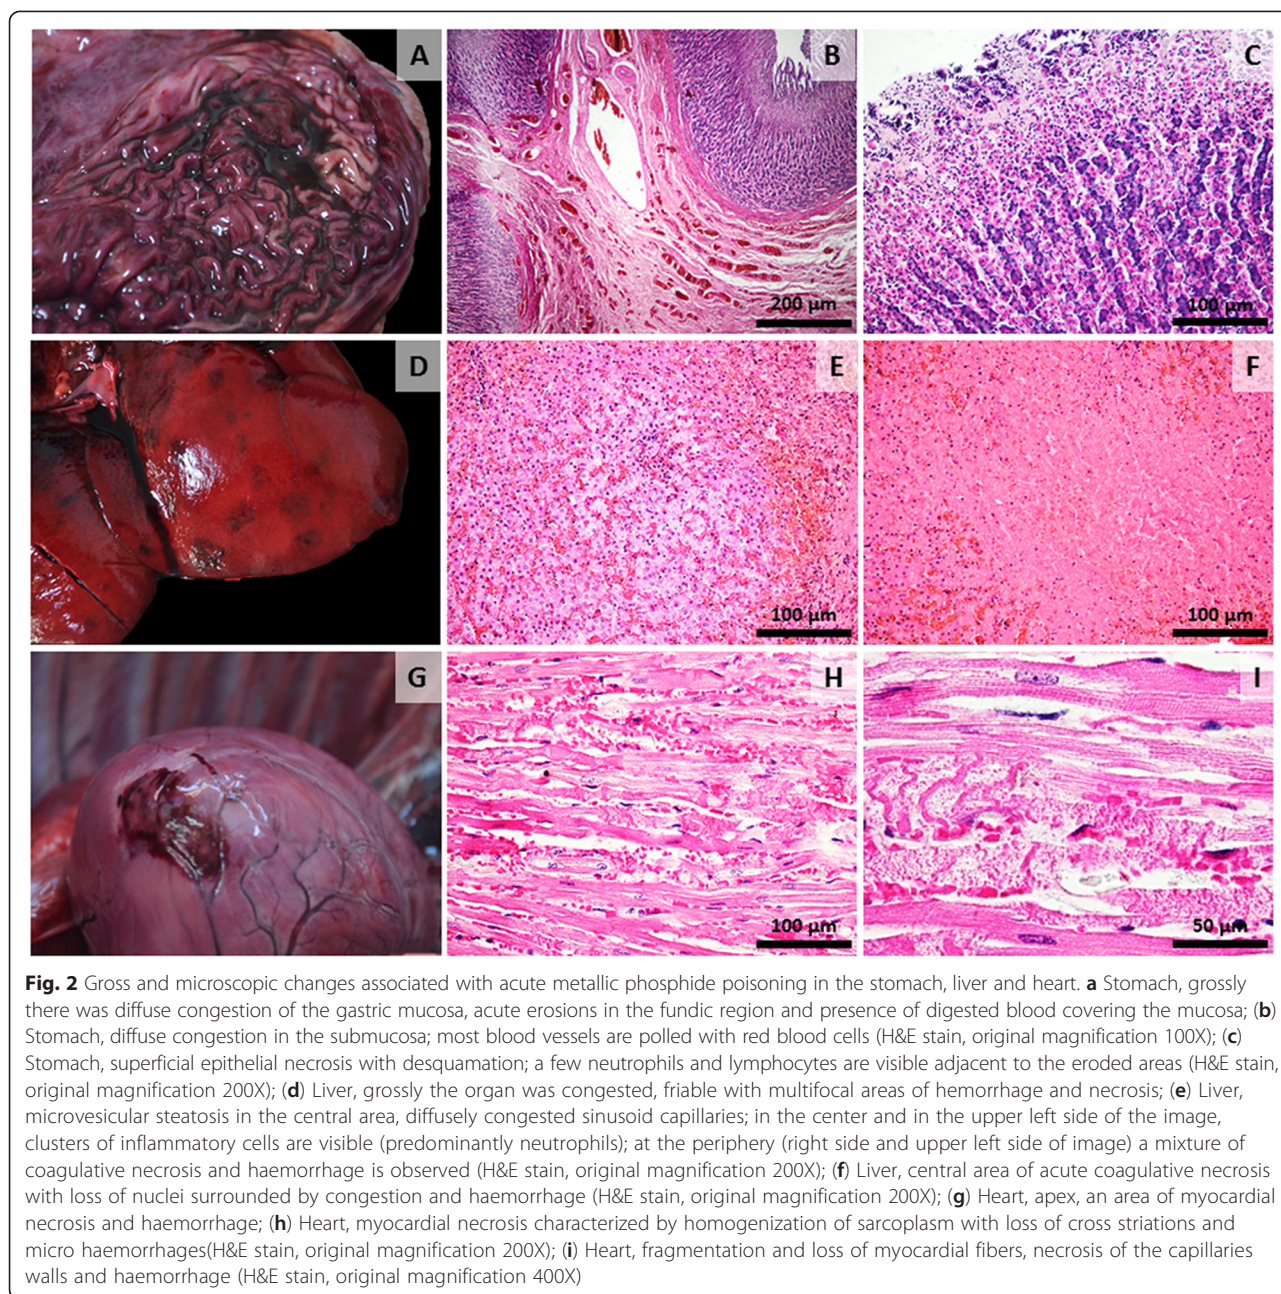 A
B
C
200 µm
100 µm
D
E
F
100 µm
100 µm
G
H
I
100 µm
50 µm
Fig. 2 Gross and microscopic changes associated with acute metallic phosphide poisoning in the stomach, liver and heart. a Stomach, grossly
there was diffuse congestion of the gastric mucosa, acute erosions in the fundic region and presence of digested blood covering the mucosa; (b)
Stomach, diffuse congestion in the submucosa; most blood vessels are polled with red blood cells (H&E stain, original magnification 100X); (c)
Stomach, superficial epithelial necrosis with desquamation; a few neutrophils and lymphocytes are visible adjacent to the eroded areas (H&E stain,
original magnification 200X); (d) Liver, grossly the organ was congested, friable with multifocal areas of hemorrhage and necrosis; (e) Liver,
microvesicular steatosis in the central area, diffusely congested sinusoid capillaries; in the center and in the upper left side of the image,
clusters of inflammatory cells are visible (predominantly neutrophils); at the periphery (right side and upper left side of image) a mixture of
coagulative necrosis and haemorrhage is observed (H&E stain, original magnification 200X); (f) Liver, central area of acute coagulative necrosis
with loss of nuclei surrounded by congestion and haemorrhage (H&E stain, original magnification 200X); (g) Heart, apex, an area of myocardial
necrosis and haemorrhage; (h) Heart, myocardial necrosis characterized by homogenization of sarcoplasm with loss of cross striations and
micro haemorrhages(H&E stain, original magnification 200X); (i) Heart, fragmentation and loss of myocardial fibers, necrosis of the capillaries
walls and haemorrhage (H&E stain, original magnification 400X)